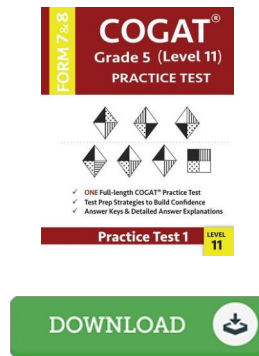 FORM 7 & 8
COGAT®
Grade 5 (Level 11)
PRACTICE TEST
✓ ONE Full-length COGAT® Practice Test
✓ Test Prep Strategies to Build Confidence
✓ Answer Keys & Detailed Answer Explanations
Practice Test 1
LEVEL
11
DOWNLOAD